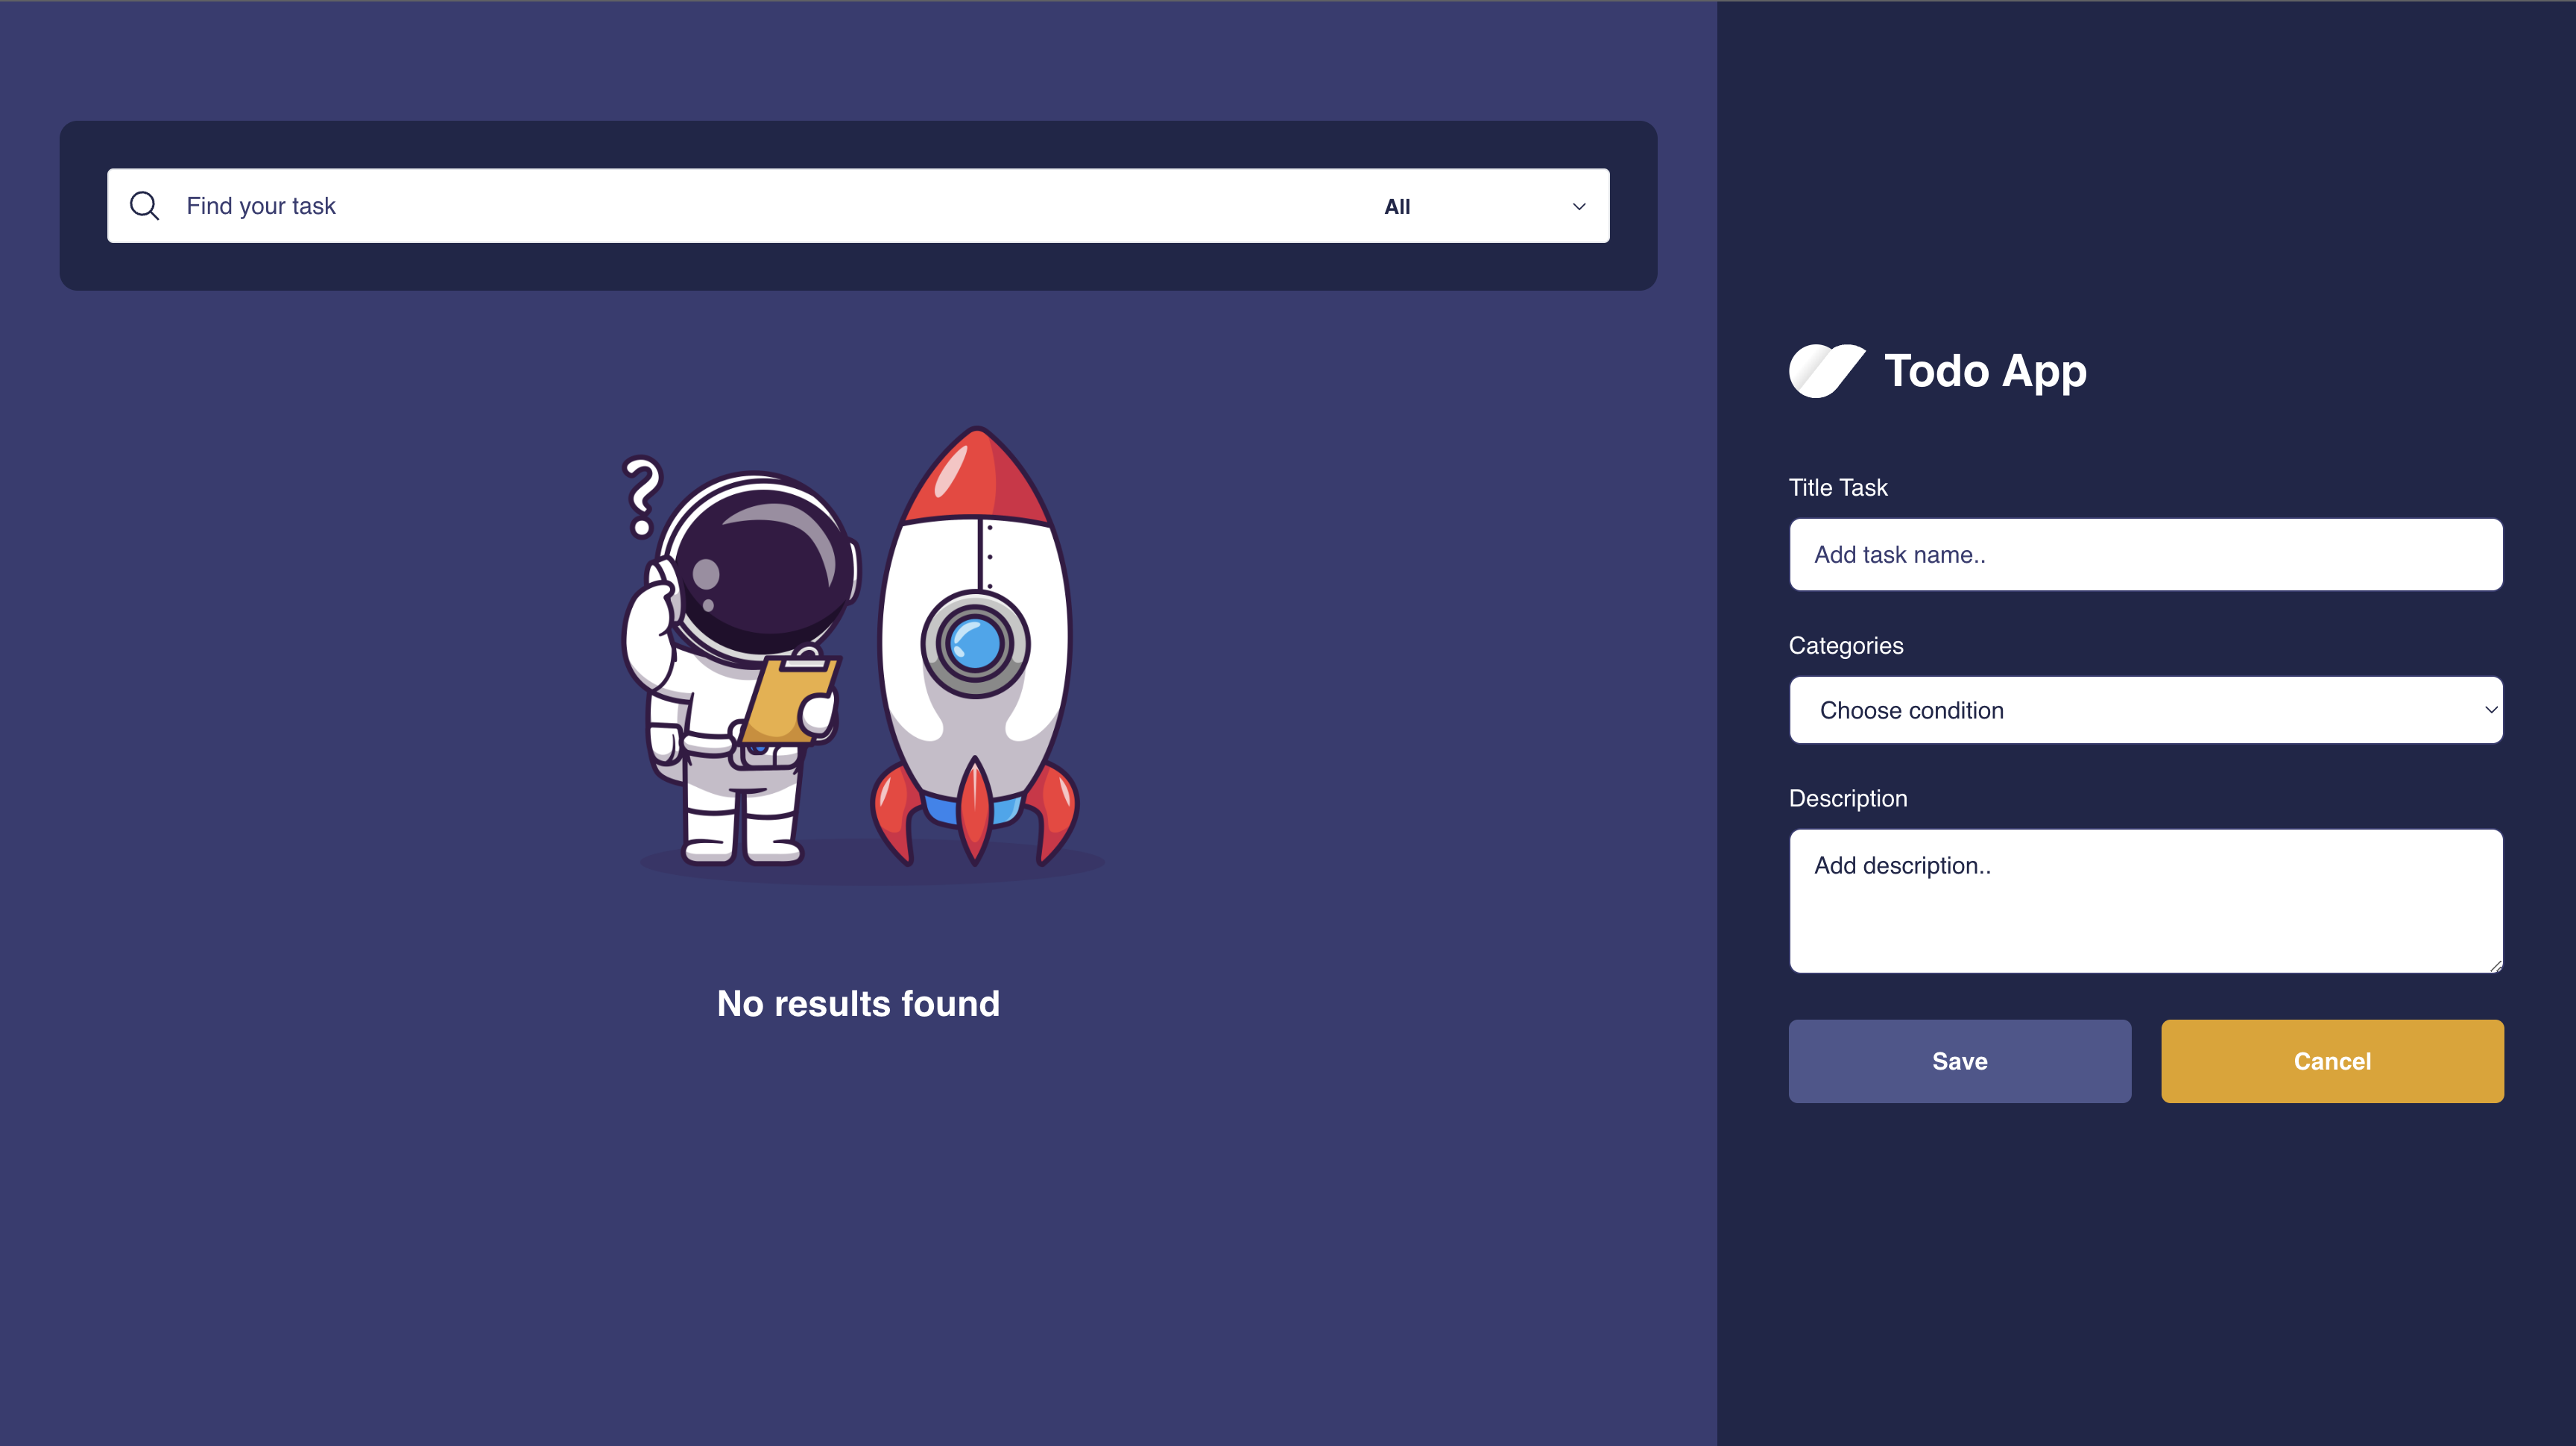 Find your task
All
No results found
Todo App
Title Task
Add task name..
Categories
Choose condition
Description
Add description..
Save
Cancel